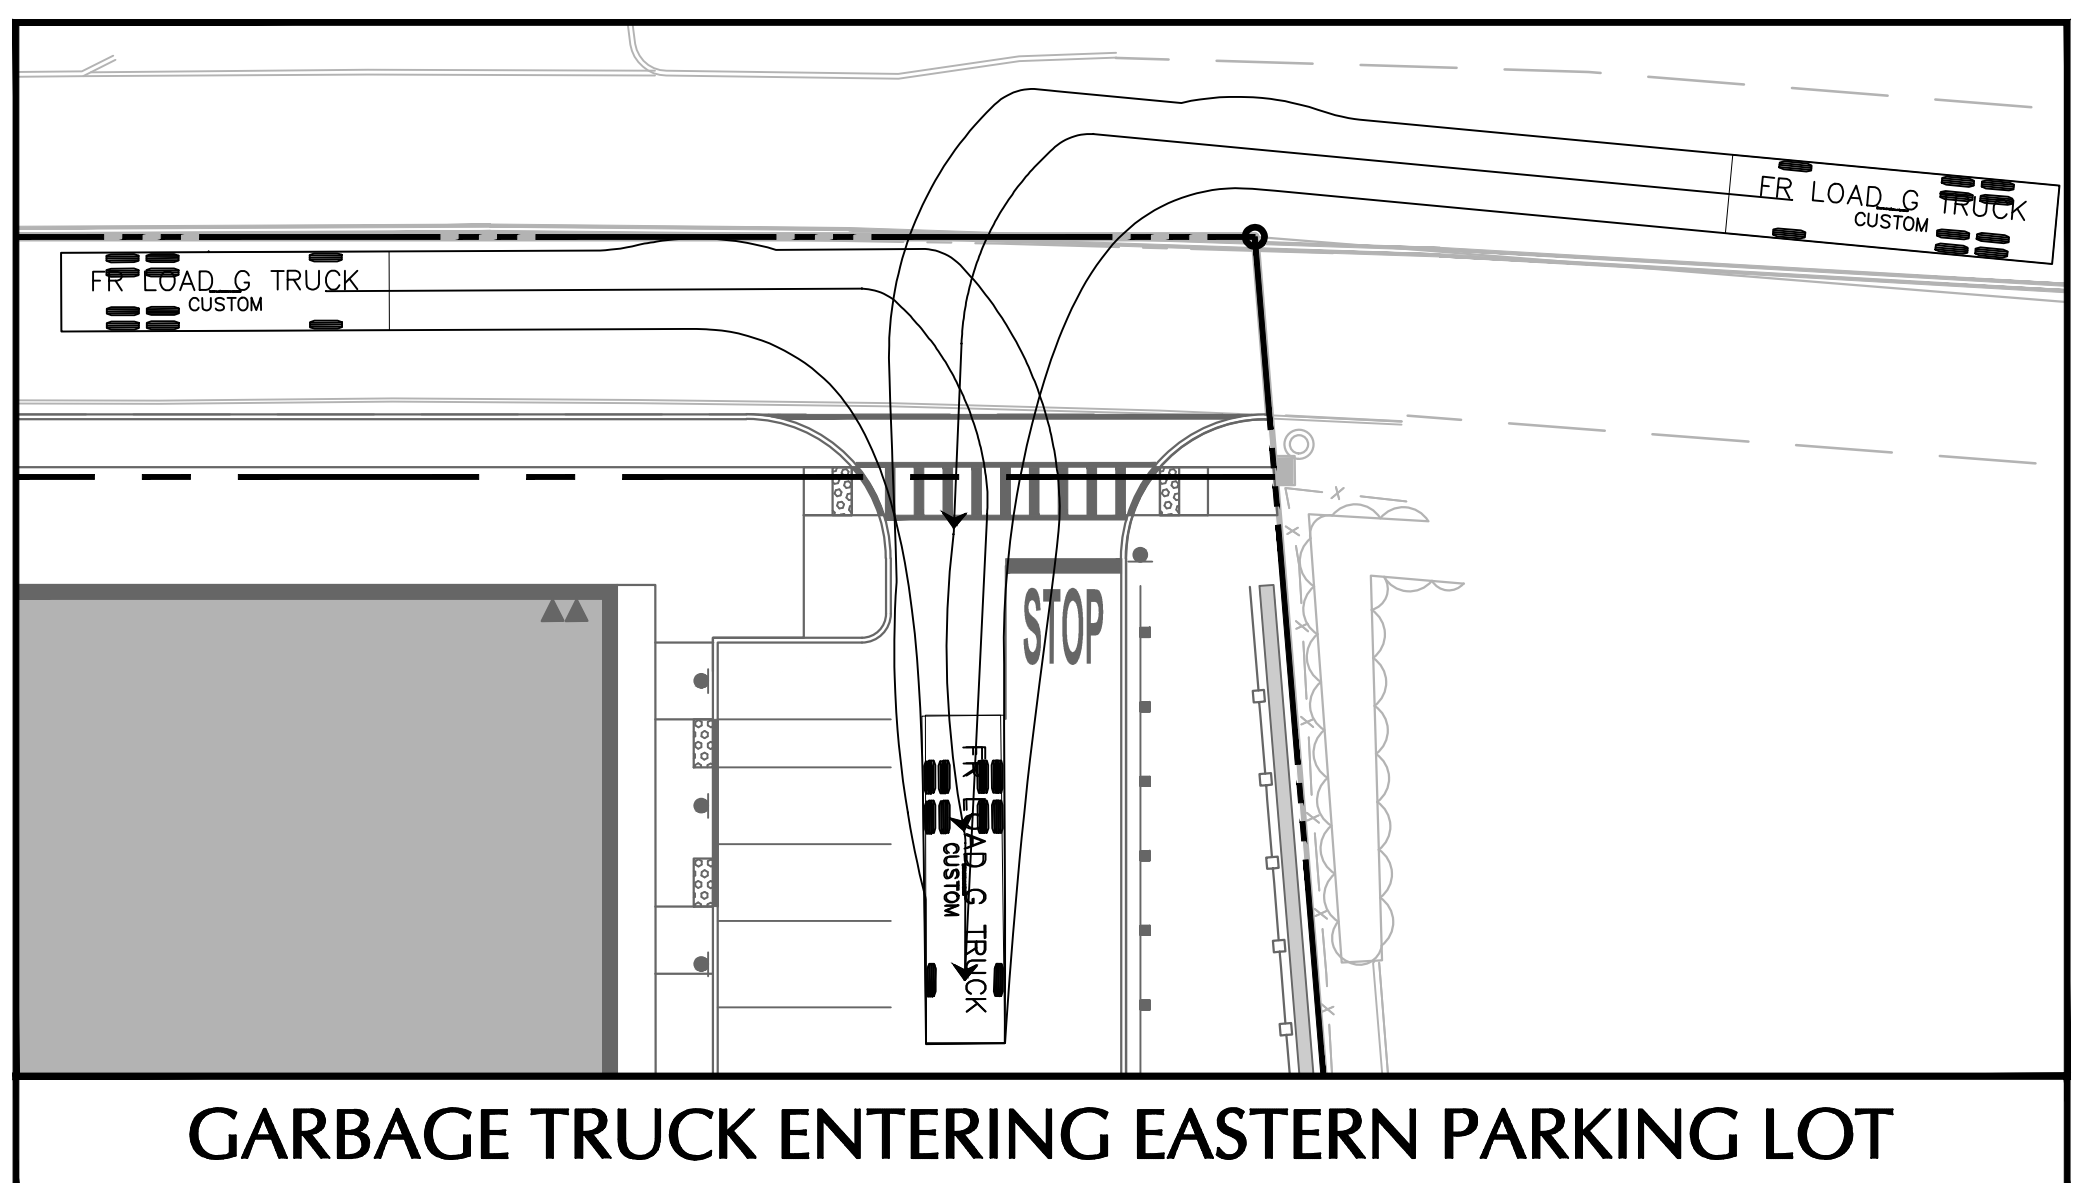 FR LOAD_G TRUCK
CUSTOM
FR LOAD_G TRUCK
CUSTOM
STOP
FR LOAD_G TRUCK
CUSTOM
GARBAGE TRUCK ENTERING EASTERN PARKING LOT